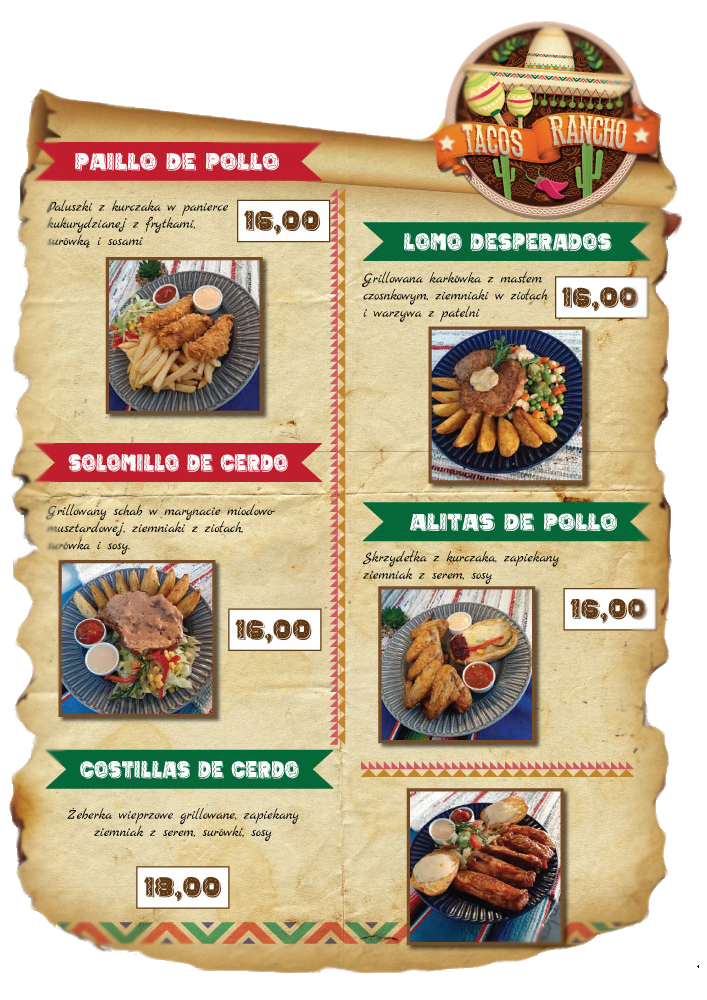 TACOS RANCHO
PAILLO DE POLLO
Paluszki z kurczaka w panierce
kukurydzianej z frytkami,
surówką i sosami
16,00
SOLOMILLO DE CERDO
Grillowany schab w marynacie miodowo-
musztardowej, ziemniaki z ziołach,
surówka i sosy.
16,00
COSTILLAS DE CERDO
Żeberka wieprzowe grillowane, zapiekany
ziemniak z serem, surówki, sosy
18,00
LOMO DESPERADOS
Grillowana karkówka z masłem
czosnkowym, ziemniaki w ziołach
i warzywa z patelni
16,00
ALITAS DE POLLO
Skrzydełka z kurczaka, zapiekany
ziemniak z serem, sosy
16,00